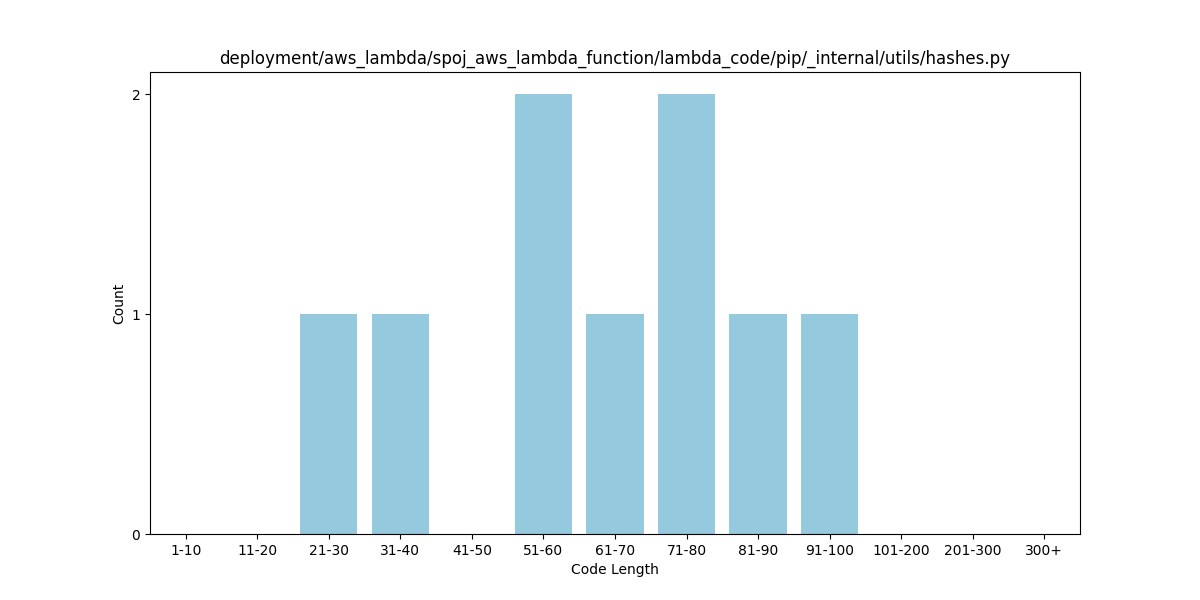 deployment/aws_lambda/spoj_aws_lambda_function/lambda_code/pip/_internal/utils/hashes.py
2
1
0
Count
1-10 11-20 21-30 31-40 41-50 51-60 61-70 71-80 81-90 91-100 101-200 201-300 300+
Code Length